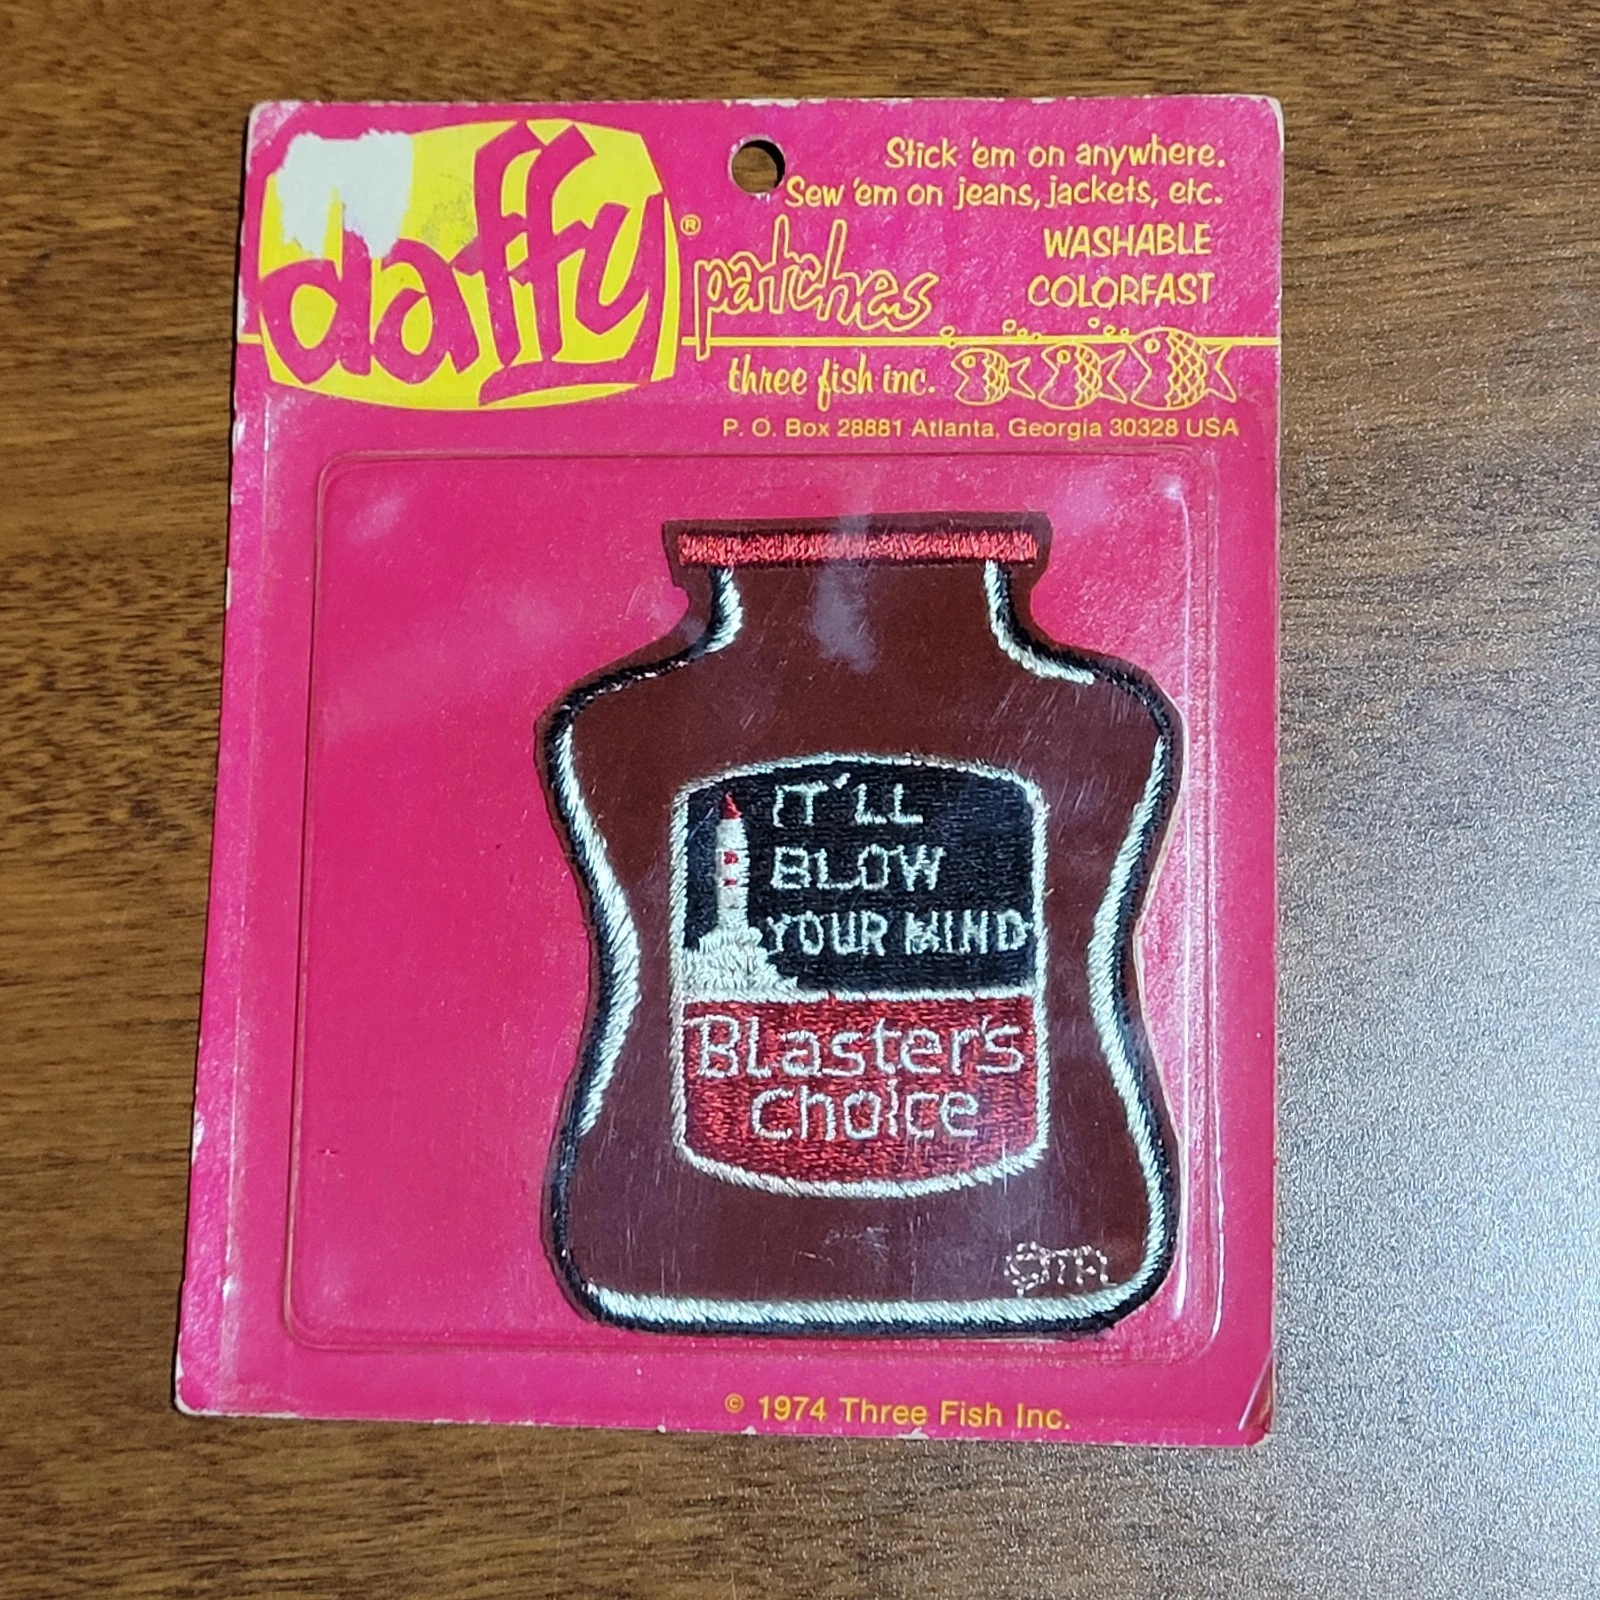 daffy®
patches
Stick 'em on anywhere.
Sew 'em on jeans, jackets, etc.
WASHABLE
COLORFAST
three fish inc.
P. O. Box 28881 Atlanta, Georgia 30328 USA
IT'LL
BLOW
YOUR MIND
BLaster's
Choice
© 1974 Three Fish Inc.